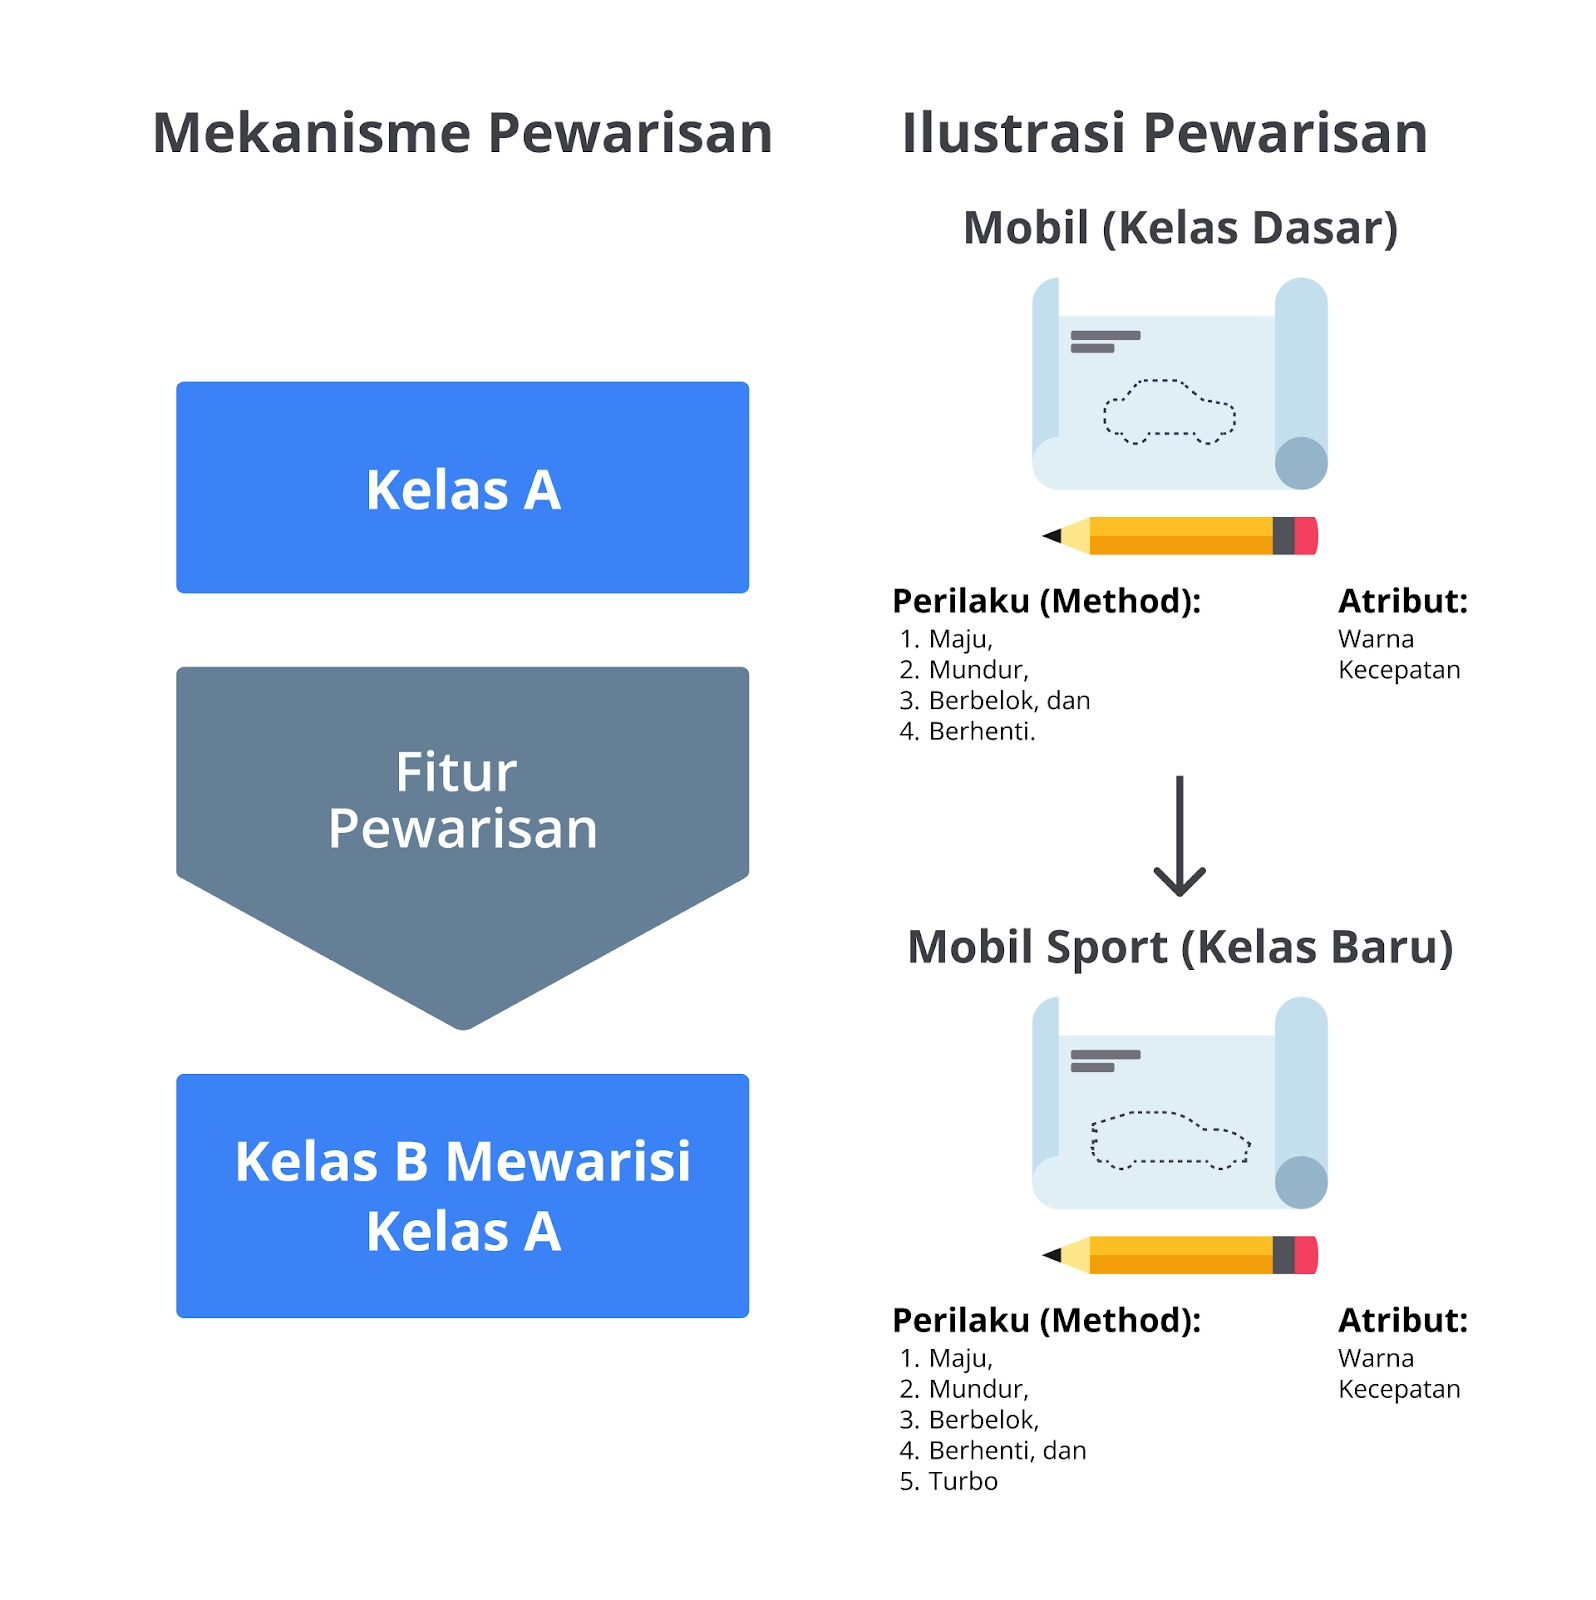 Mekanisme Pewarisan
Kelas A
Fitur
Pewarisan
Kelas B Mewarisi
Kelas A
Ilustrasi Pewarisan
Mobil (Kelas Dasar)
Perilaku (Method):
1. Maju,
2. Mundur,
3. Berbelok, dan
4. Berhenti.
Atribut:
Warna
Kecepatan
Mobil Sport (Kelas Baru)
Perilaku (Method):
1. Maju,
2. Mundur,
3. Berbelok,
4. Berhenti, dan
5. Turbo
Atribut:
Warna
Kecepatan